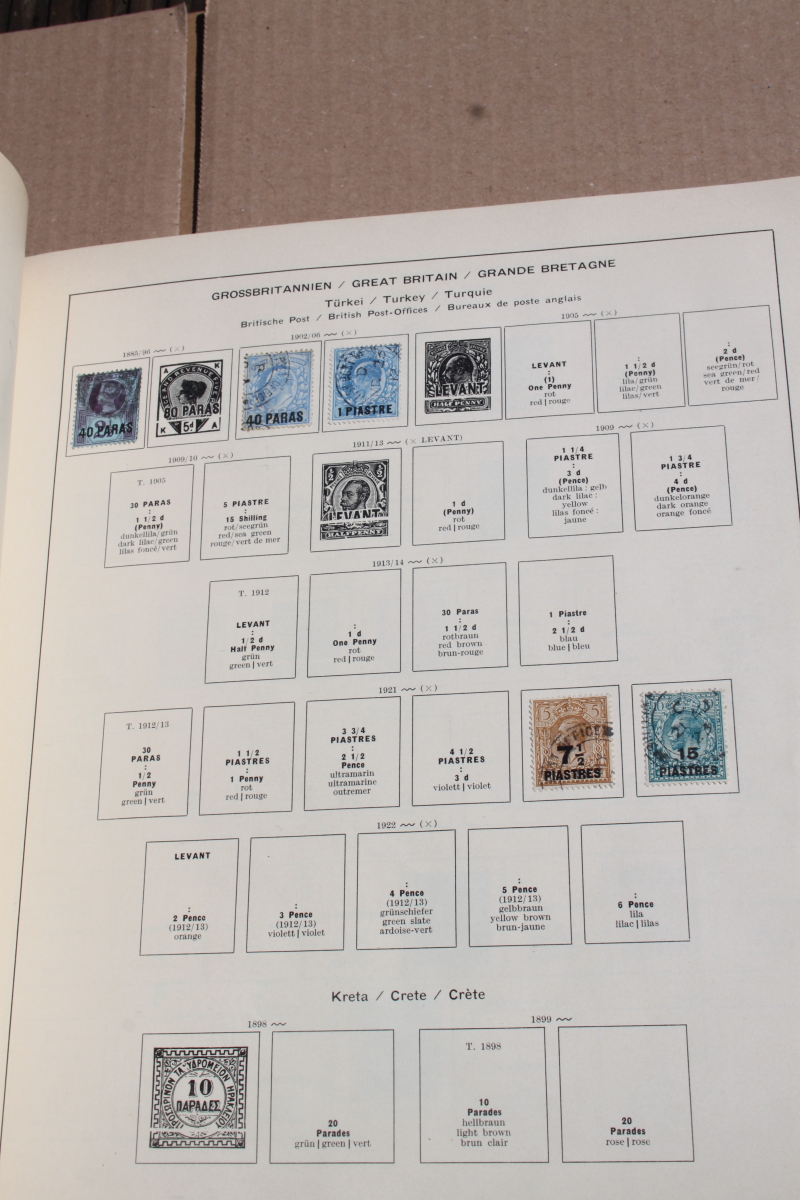 GROSSBRITANNIEN / GREAT BRITAIN / GRANDE BRETAGNE
Türkei / Turkey / Turquie
Britische Post / British Post-Offices / Bureaux de poste anglais
1885/96 (×)
1902/06 (×)
1905 (×)
40 PARAS
80 PARAS
5d
K A
40 PARAS
1 PIASTRE
LEVANT
HALF PENNY
LEVANT
:
(1)
One Penny
rot
red | rouge
:
1 1/2 d
(Penny)
lila/grün
lilac/green
lilas/vert
:
2 d
(Pence)
seegrün/rot
sea green/red
vert de mer/
rouge
1909/10 (×)
1911/13 (× LEVANT)
1909 (×)
T. 1905
30 PARAS
:
1 1/2 d
(Penny)
dunkellila/grün
dark lilac/green
lilas foncé/vert
5 PIASTRE
:
15 Shilling
rot/seegrün
red/sea green
rouge/vert de mer
LEVANT
HALFPENNY
:
1 d
(Penny)
rot
red | rouge
1 1/4
PIASTRE
:
3 d
(Pence)
dunkellila : gelb
dark lilac :
yellow
lilas foncé :
jaune
1 3/4
PIASTRE
:
4 d
(Pence)
dunkelorange
dark orange
orange foncé
1913/14 (×)
T. 1912
LEVANT
:
1/2 d
Half Penny
grün
green | vert
:
1 d
One Penny
rot
red | rouge
30 Paras
:
1 1/2 d
rotbraun
red brown
brun-rouge
1 Piastre
:
2 1/2 d
blau
blue | bleu
1921 (×)
T. 1912/13
30
PARAS
:
1/2
Penny
grün
green | vert
1 1/2
PIASTRES
:
1 Penny
rot
red | rouge
3 3/4
PIASTRES
:
2 1/2
Pence
ultramarin
ultramarine
outremer
4 1/2
PIASTRES
:
3 d
violett | violet
7 1/2
PIASTRES
15
PIASTRES
1922 (×)
LEVANT
:
2 Pence
(1912/13)
orange
:
3 Pence
(1912/13)
violett | violet
:
4 Pence
(1912/13)
grünschiefer
green slate
ardoise-vert
:
5 Pence
(1912/13)
gelbbraun
yellow brown
brun-jaune
:
6 Pence
lila
lilac | lilas
Kreta / Crete / Crète
1898
1899
10
ΠΑΡΑΔΕΣ
20
Parades
grün | green | vert
T. 1898
10
Parades
hellbraun
light brown
brun clair
20
Parades
rose | rose